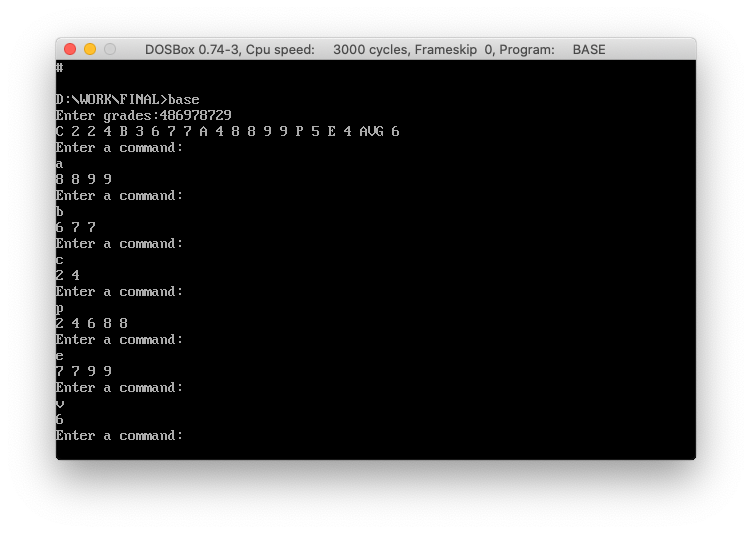 DOSBox 0.74-3, Cpu speed: 3000 cycles, Frameskip 0, Program: BASE
#
D:\WORK\FINAL>base
Enter grades:486978729
C 2 2 4 B 3 6 7 7 A 4 8 8 9 9 P 5 E 4 AVG 6
Enter a command:
a
8 8 9 9
Enter a command:
b
6 7 7
Enter a command:
c
2 4
Enter a command:
p
2 4 6 8 8
Enter a command:
e
7 7 9 9
Enter a command:
v
6
Enter a command: